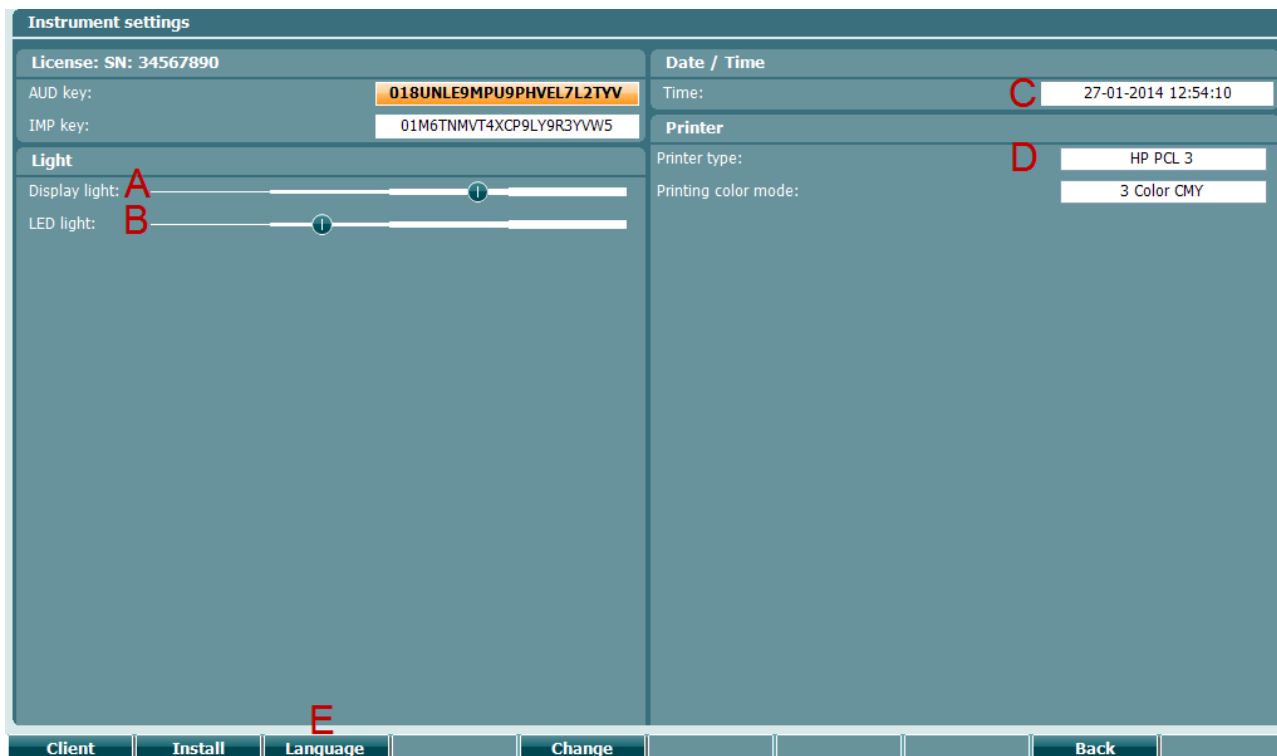 Instrument settings
License: SN: 34567890
AUD key: 018UNLE9MPU9PHVEL7L2TYV
IMP key: 01M6TNMVT4XCP9LY9R3YVW5
Light
Display light: A
LED light: B
Date / Time
Time: C 27-01-2014 12:54:10
Printer
Printer type: D HP PCL 3
Printing color mode: 3 Color CMY
E
Client Install Language Change Back